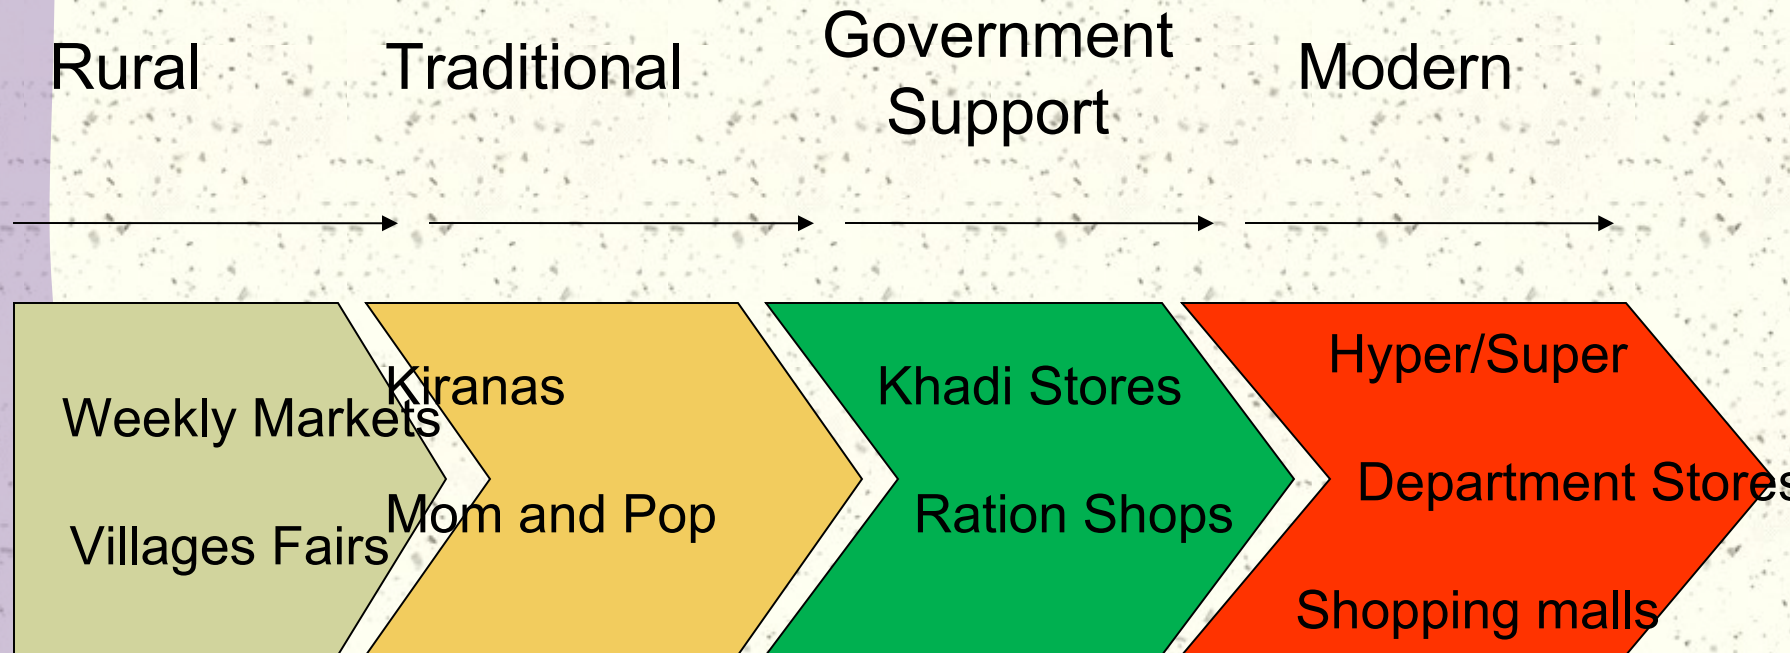 Rural
Traditional
Government
Support
Modern
Weekly Markets
Villages Fairs
Kiranas
Mom and Pop
Khadi Stores
Ration Shops
Hyper/Super
Department Stores
Shopping malls